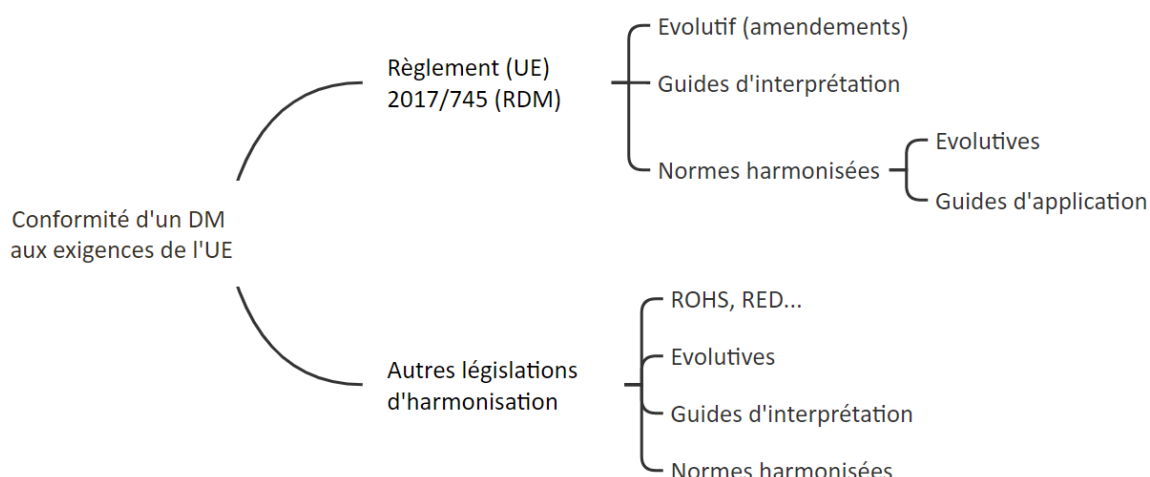 Conformité d'un DM
aux exigences de l'UE
Règlement (UE)
2017/745 (RDM)
Evolutif (amendements)
Guides d'interprétation
Normes harmonisées
Evolutives
Guides d'application
Autres législations
d'harmonisation
ROHS, RED...
Evolutives
Guides d'interprétation
Normes harmonisées